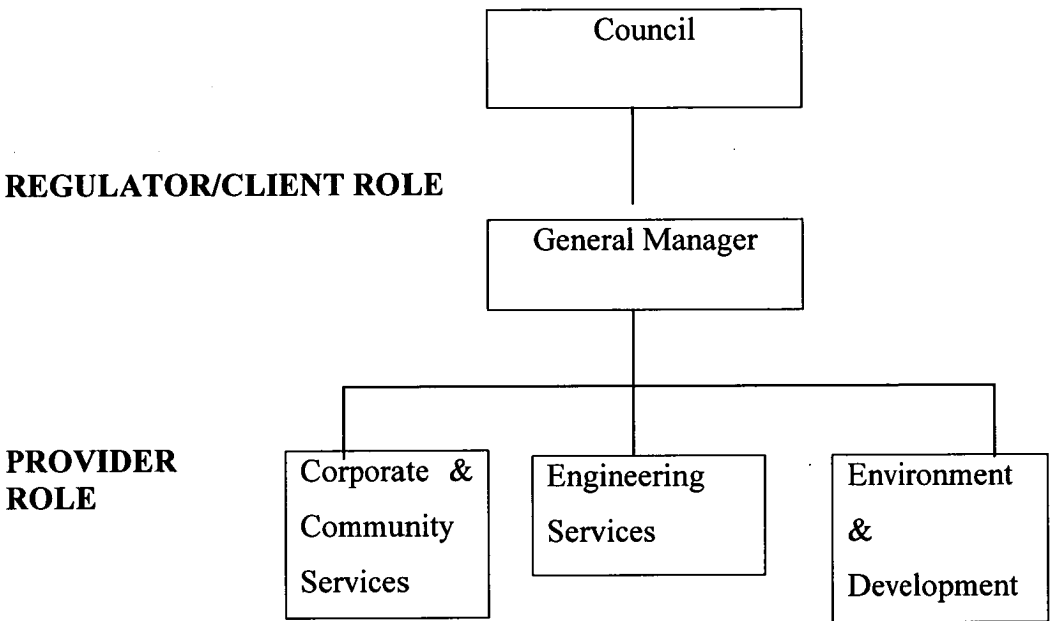 Council
REGULATOR/CLIENT ROLE
General Manager
PROVIDER
ROLE
Corporate &
Community
Services
Engineering
Services
Environment
&
Development